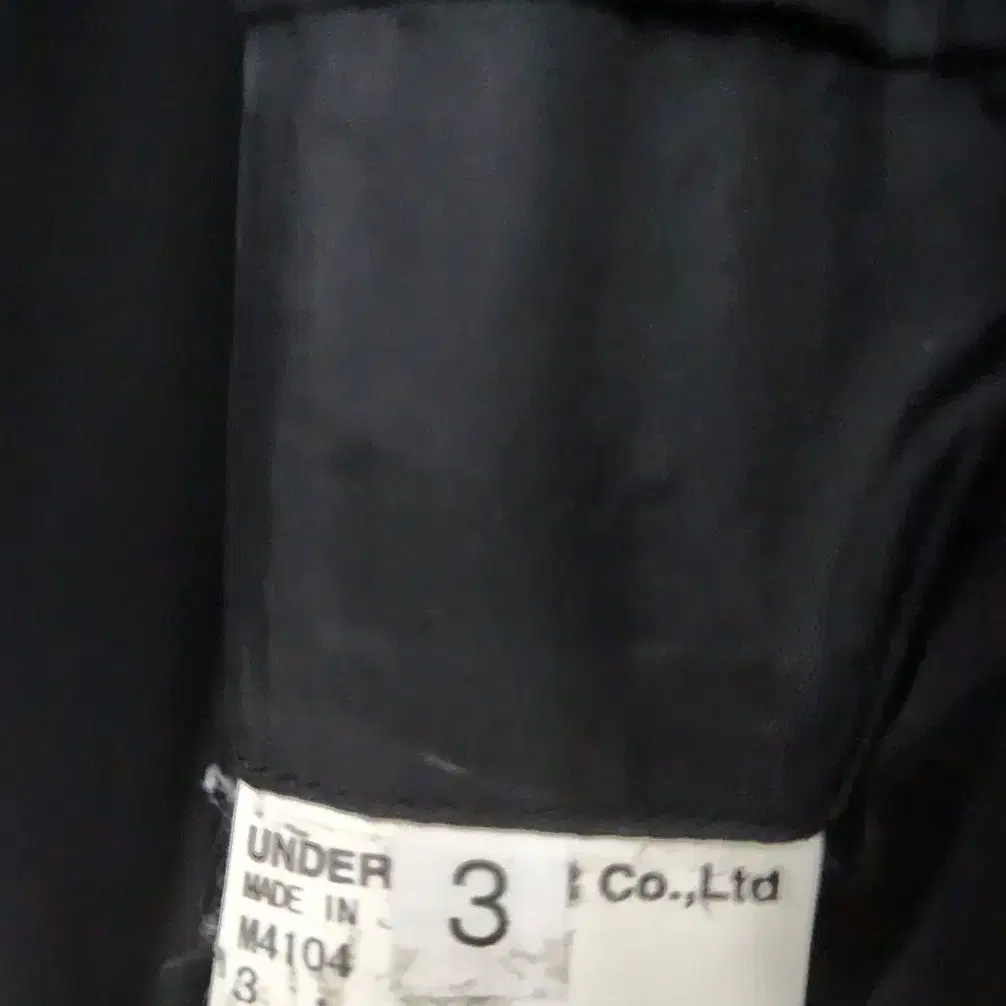 UNDER 3 Co.,Ltd
MADE IN
M4104
3